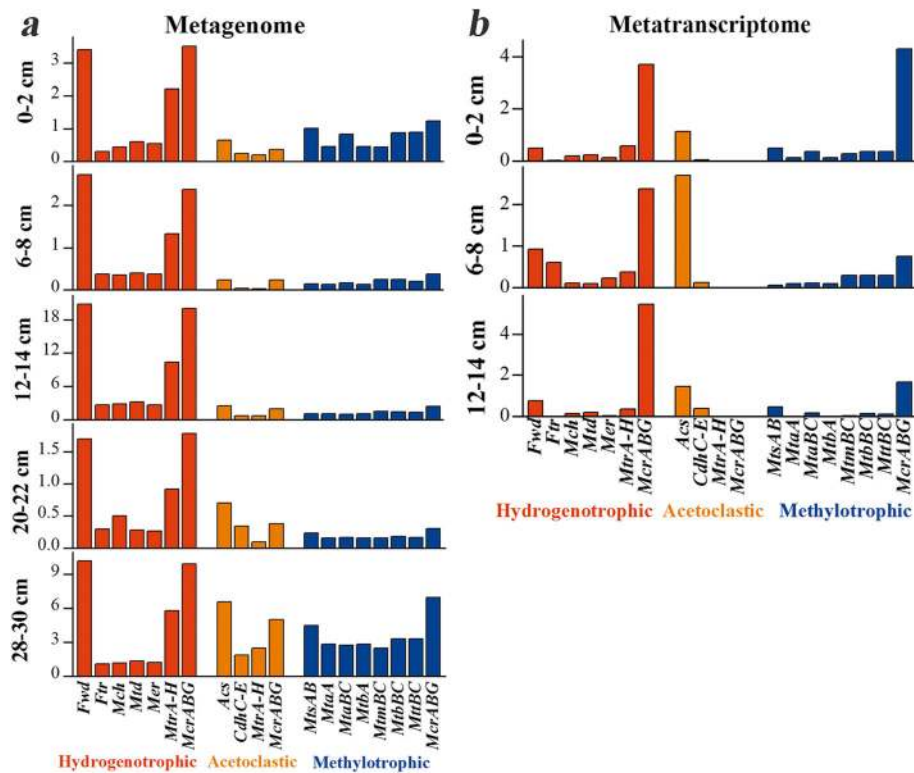 a
Metagenome
0-2 cm
3
2
1
0
6-8 cm
2
1
0
12-14 cm
18
12
6
0
20-22 cm
1.5
0.5
0.0
28-30 cm
9
6
3
0
Fwd
Ftr
Mch
Mtd
Mer
MtrA-H
McrABG
Acs
CdhC-E
MtrA-H
McrABG
MtsAB
MtaA
MtaBC
MtbA
MtmBC
MtbBC
MttBC
McrABG
Hydrogenotrophic Acetoclastic Methylotrophic
b
Metatranscriptome
0-2 cm
4
2
0
6-8 cm
2
1
0
12-14 cm
4
2
0
Fwd
Ftr
Mch
Mtd
Mer
MtrA-H
McrABG
Acs
CdhC-E
MtrA-H
McrABG
MtsAB
MtaA
MtaBC
MtbA
MtmBC
MtbBC
MttBC
McrABG
Hydrogenotrophic Acetoclastic Methylotrophic